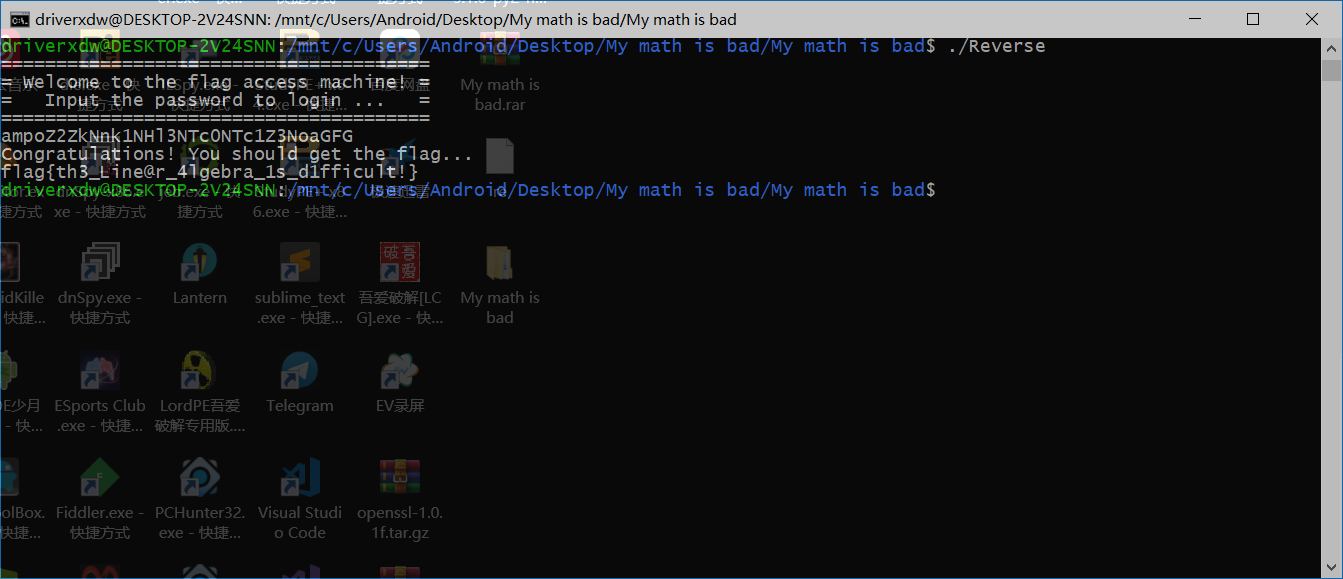 driverxdw@DESKTOP-2V24SNN: /mnt/c/Users/Android/Desktop/My math is bad/My math is bad
driverxdw@DESKTOP-2V24SNN:/mnt/c/Users/Android/Desktop/My math is bad/My math is bad$ ./Reverse
=======================================
= Welcome to the flag access machine! =
=   Input the password to login ...   =
=======================================
ampoZ2ZkNnk1NHl3NTc0NTc1Z3NoaGFG
Congratulations! You should get the flag...
flag{th3_Line@r_4lgebra_1s_d1fficult!}
driverxdw@DESKTOP-2V24SNN:/mnt/c/Users/Android/Desktop/My math is bad/My math is bad$
My math is
bad.rar
re
捷方式
xe - 快捷方式
捷方式
6.exe - 快捷...
idKille
快捷...
dnSpy.exe -
快捷方式
Lantern
sublime_text
.exe - 快捷...
破吾
爱
吾爱破解[LC
G].exe - 快...
My math is
bad
DE少月
- 快...
ESports Club
.exe - 快捷...
LordPE吾爱
破解专用版....
Telegram
EV录屏
olBox.
快捷...
Fiddler.exe -
快捷方式
PCHunter32.
exe - 快捷...
Visual Studi
o Code
openssl-1.0.
1f.tar.gz